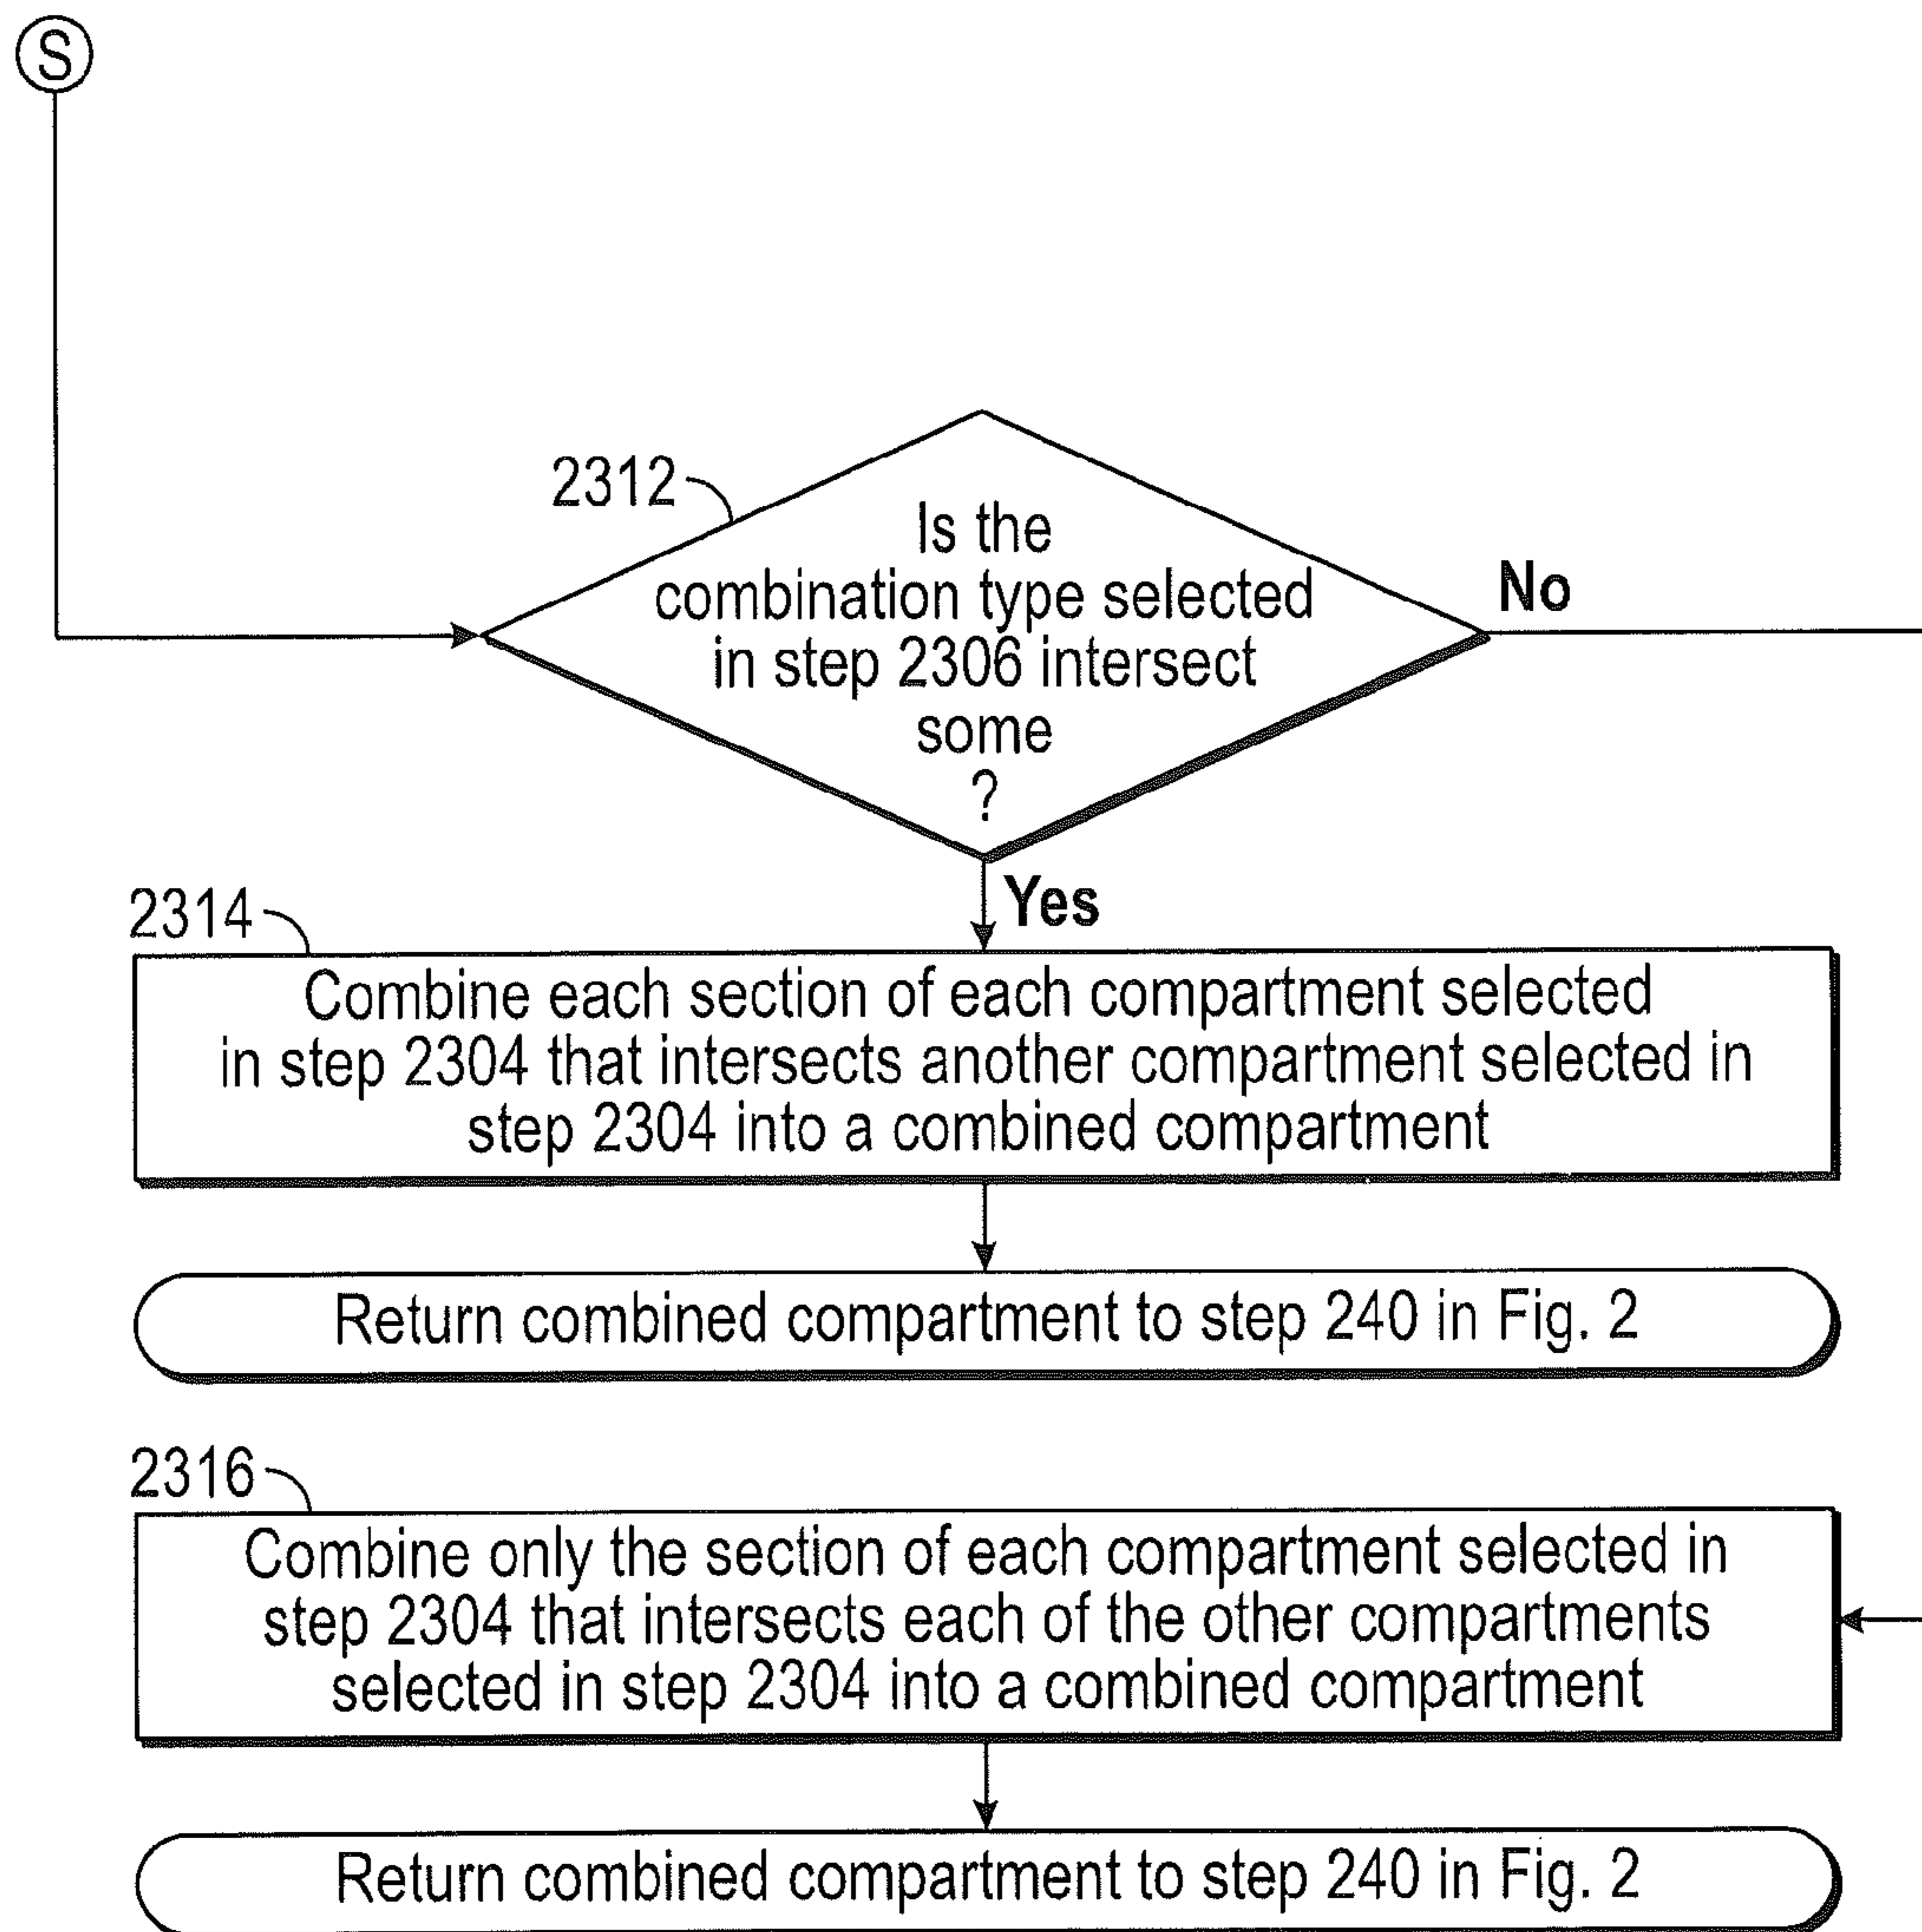 S
2312
Is the
combination type selected
in step 2306 intersect
some
?
No
Yes
2314
Combine each section of each compartment selected
in step 2304 that intersects another compartment selected in
step 2304 into a combined compartment
Return combined compartment to step 240 in Fig. 2
2316
Combine only the section of each compartment selected in
step 2304 that intersects each of the other compartments
selected in step 2304 into a combined compartment
Return combined compartment to step 240 in Fig. 2